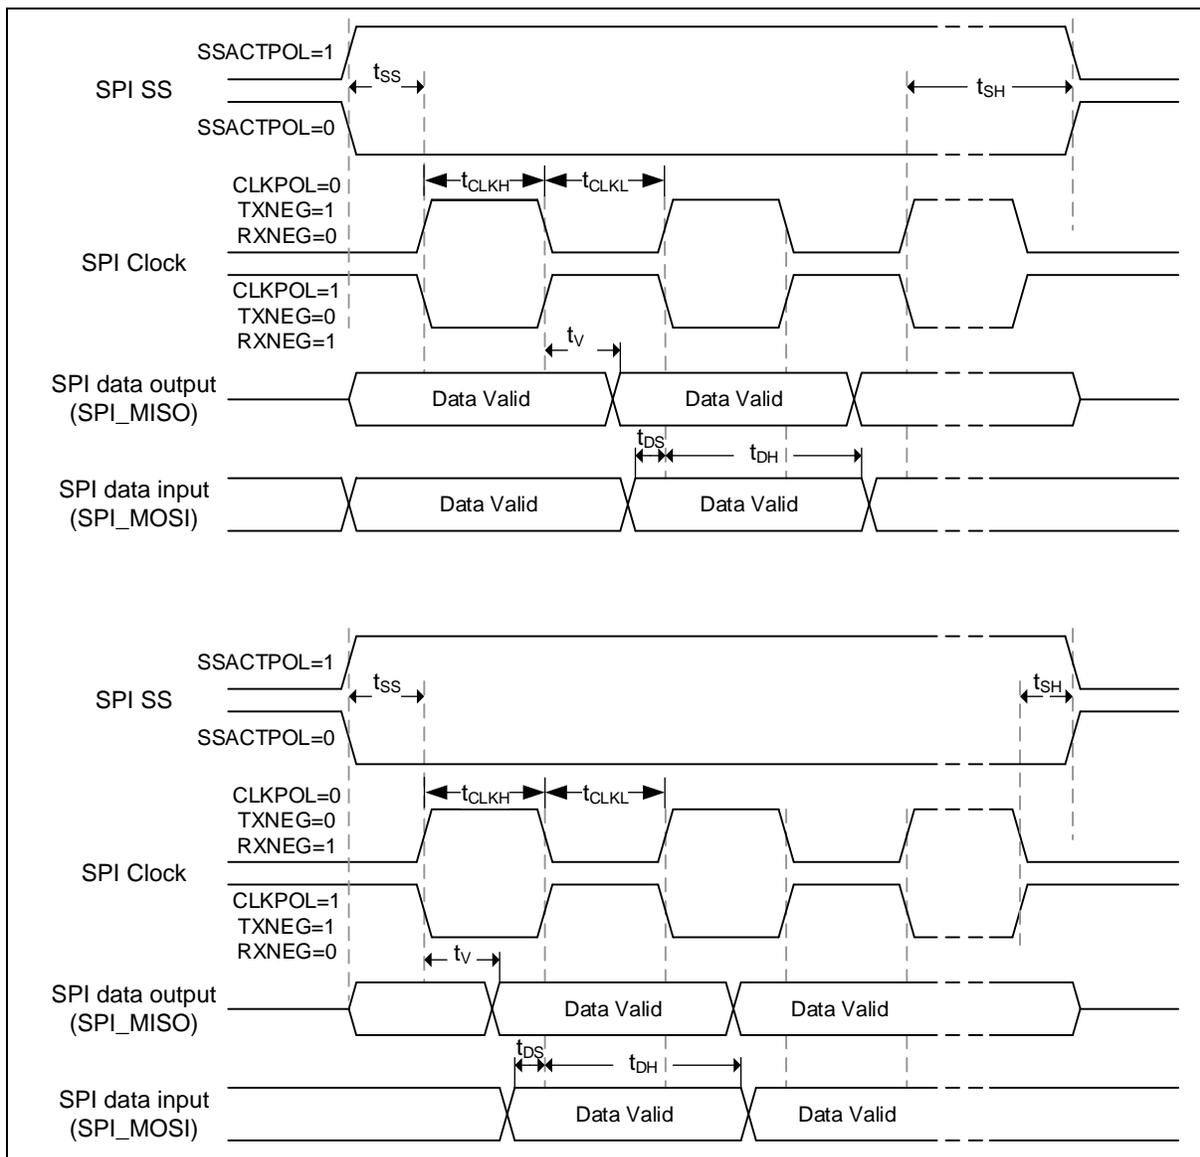 SSACTPOL=1
SPI SS
tSS
tSH
SSACTPOL=0
CLKPOL=0
TXNEG=1
RXNEG=0
tCLKH
tCLKL
SPI Clock
CLKPOL=1
TXNEG=0
RXNEG=1
tV
SPI data output
(SPI_MISO)
Data Valid
Data Valid
tDS
tDH
SPI data input
(SPI_MOSI)
Data Valid
Data Valid
SSACTPOL=1
SPI SS
tSS
tSH
SSACTPOL=0
CLKPOL=0
TXNEG=0
RXNEG=1
tCLKH
tCLKL
SPI Clock
CLKPOL=1
TXNEG=1
RXNEG=0
tV
SPI data output
(SPI_MISO)
Data Valid
Data Valid
tDS
tDH
SPI data input
(SPI_MOSI)
Data Valid
Data Valid